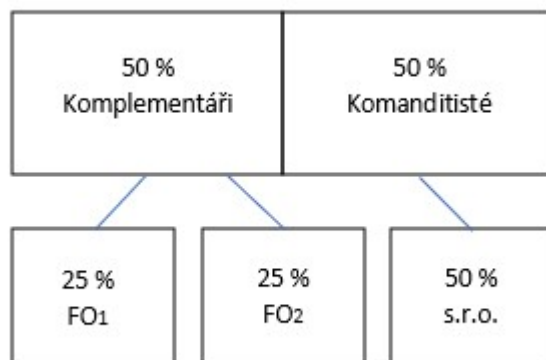 50 %
Komplementáři
50 %
Komanditisté
25 %
FO1
25 %
FO2
50 %
s.r.o.